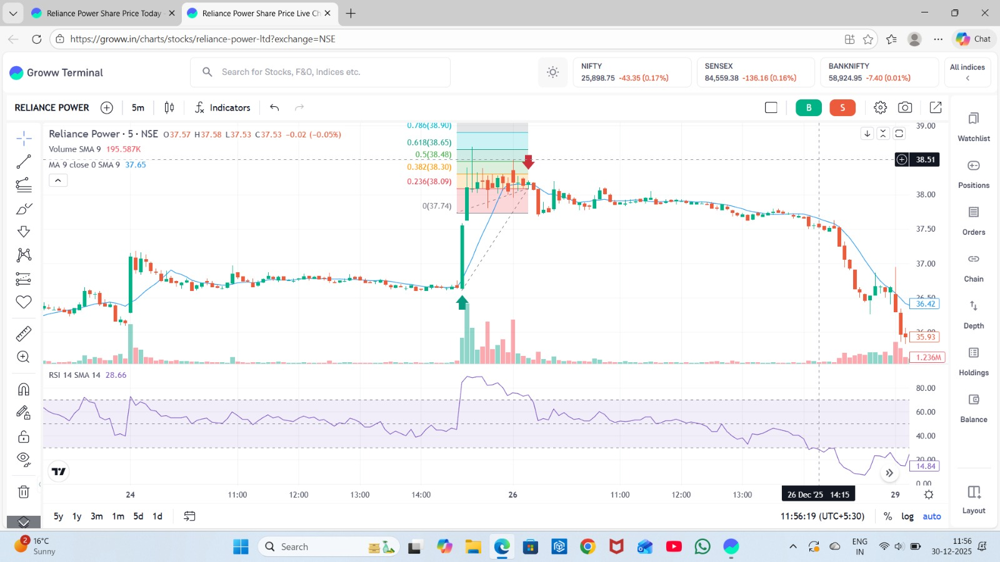 Reliance Power Share Price Today
Reliance Power Share Price Live Ch
https://groww.in/charts/stocks/reliance-power-ltd?exchange=NSE
Chat
Groww Terminal
Search for Stocks, F&O, Indices etc.
NIFTY
25,898.75 -43.35 (0.17%)
SENSEX
84,559.38 -136.16 (0.16%)
BANKNIFTY
58,924.95 -7.40 (0.01%)
All indices
RELIANCE POWER
5m
Indicators
B
S
Reliance Power · 5 · NSE O37.57 H37.58 L37.53 C37.53 −0.02 (−0.05%)
Volume SMA 9 195.587K
MA 9 close 0 SMA 9 37.65
0.786(38.90)
0.618(38.65)
0.5(38.48)
0.382(38.30)
0.236(38.09)
0(37.74)
39.00
38.51
38.00
37.50
37.00
36.50
36.42
36.00
35.93
1.236M
RSI 14 SMA 14 28.66
80.00
60.00
40.00
20.00
14.84
0.00
24
11:00
12:00
13:00
14:00
26
11:00
12:00
13:00
26 Dec '25 14:15
29
5y 1y 3m 1m 5d 1d
11:56:19 (UTC+5:30)
% log auto
Watchlist
Positions
Orders
Chain
Depth
Holdings
Balance
Layout
2
16°C
Sunny
Search
ENG
IN
11:56
30-12-2025